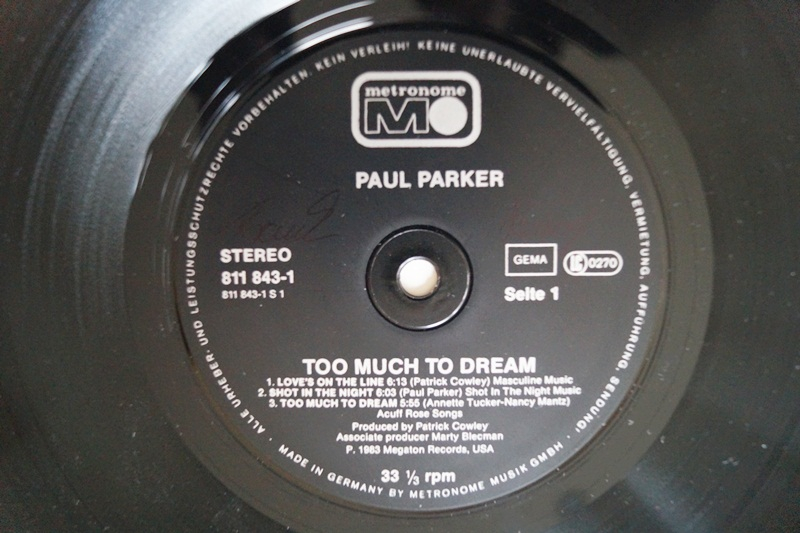 ALLE URHEBER- UND LEISTUNGSSCHUTZRECHTE VORBEHALTEN. KEIN VERLEIH! KEINE UNERLAUBTE VERVIELFÄLTIGUNG, VERMIETUNG, AUFFÜHRUNG, SENDUNG!
metronome
MO
PAUL PARKER
STEREO
811 843-1
811 843-1 S 1
GEMA
LC 0270
Seite 1
TOO MUCH TO DREAM
1. LOVE'S ON THE LINE 6:13 (Patrick Cowley) Masculine Music
2. SHOT IN THE NIGHT 6:03 (Paul Parker) Shot In The Night Music
3. TOO MUCH TO DREAM 5:55 (Annette Tucker-Nancy Mantz)
Acuff Rose Songs
Produced by Patrick Cowley
Associate producer Marty Blecman
P. 1983 Megaton Records, USA
33 ⅓ rpm
· MADE IN GERMANY BY METRONOME MUSIK GMBH ·